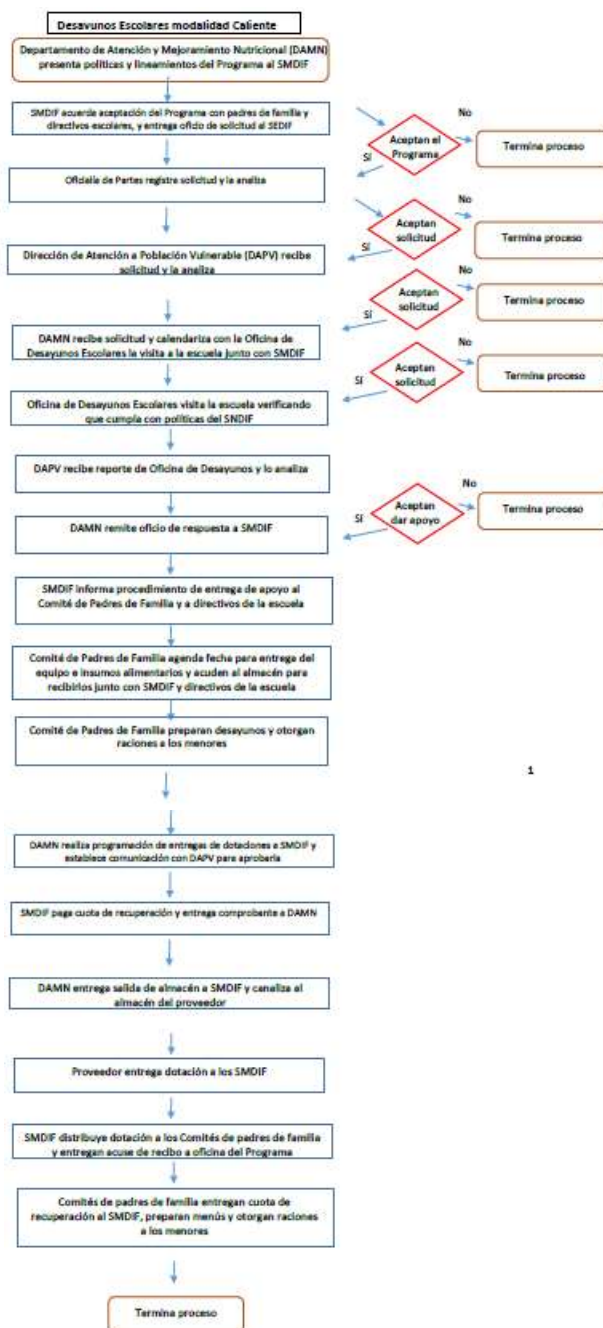 Desayunos Escolares modalidad Caliente
Departamento de Atención y Mejoramiento Nutricional (DAMN)
presenta políticas y lineamientos del Programa al SMDIF
SMDIF acuerda aceptación del Programa con padres de familia y
directivos escolares, y entrega oficio de solicitud al SEDIF
No
Aceptan el
Programa
Termina proceso
Sí
Oficialía de Partes registra solicitud y la analiza
No
Aceptan
solicitud
Termina proceso
Sí
Dirección de Atención a Población Vulnerable (DAPV) recibe
solicitud y la analiza
No
Aceptan
solicitud
Termina proceso
Sí
DAMN recibe solicitud y calendariza con la Oficina de
Desayunos Escolares la visita a la escuela junto con SMDIF
No
Aceptan
solicitud
Termina proceso
Sí
Oficina de Desayunos Escolares visita la escuela verificando
que cumpla con políticas del SNDIF
DAPV recibe reporte de Oficina de Desayunos y lo analiza
No
Aceptan
dar apoyo
Termina proceso
Sí
DAMN remite oficio de respuesta a SMDIF
SMDIF informa procedimiento de entrega de apoyo al
Comité de Padres de Familia y a directivos de la escuela
Comité de Padres de Familia agenda fecha para entrega del
equipo e insumos alimentarios y acuden al almacén para
recibirlos junto con SMDIF y directivos de la escuela
Comité de Padres de Familia preparan desayunos y otorgan
raciones a los menores
1
DAMN realiza programación de entregas de dotaciones a SMDIF y
establece comunicación con DAPV para aprobarla
SMDIF paga cuota de recuperación y entrega comprobante a DAMN
DAMN entrega salida de almacén a SMDIF y canaliza al
almacén del proveedor
Proveedor entrega dotación a los SMDIF
SMDIF distribuye dotación a los Comités de padres de familia
y entregan acuse de recibo a oficina del Programa
Comités de padres de familia entregan cuota de
recuperación al SMDIF, preparan menús y otorgan raciones
a los menores
Termina proceso